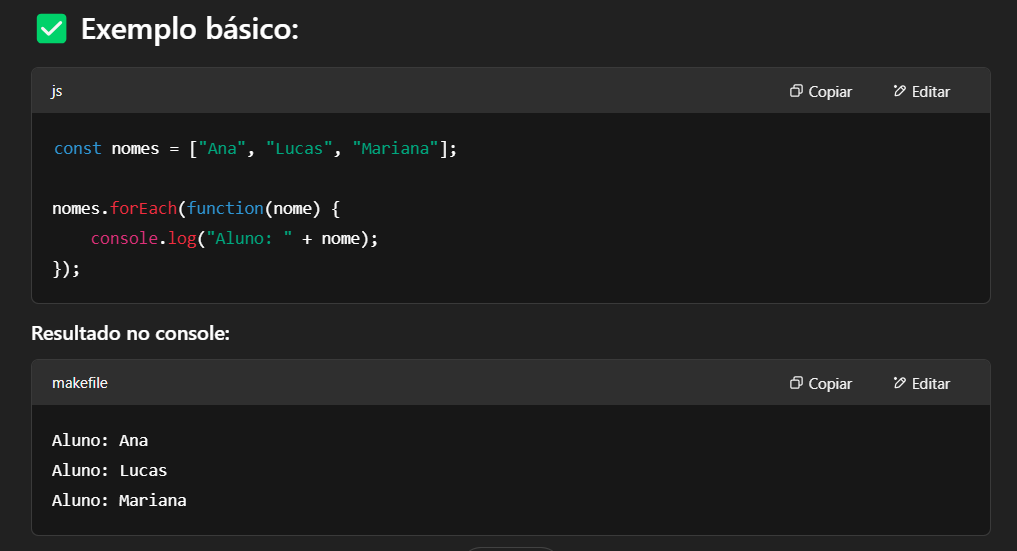 ✅ Exemplo básico:
js
Copiar
Editar
const nomes = ["Ana", "Lucas", "Mariana"];
nomes.forEach(function(nome) {
    console.log("Aluno: " + nome);
});
Resultado no console:
makefile
Copiar
Editar
Aluno: Ana
Aluno: Lucas
Aluno: Mariana